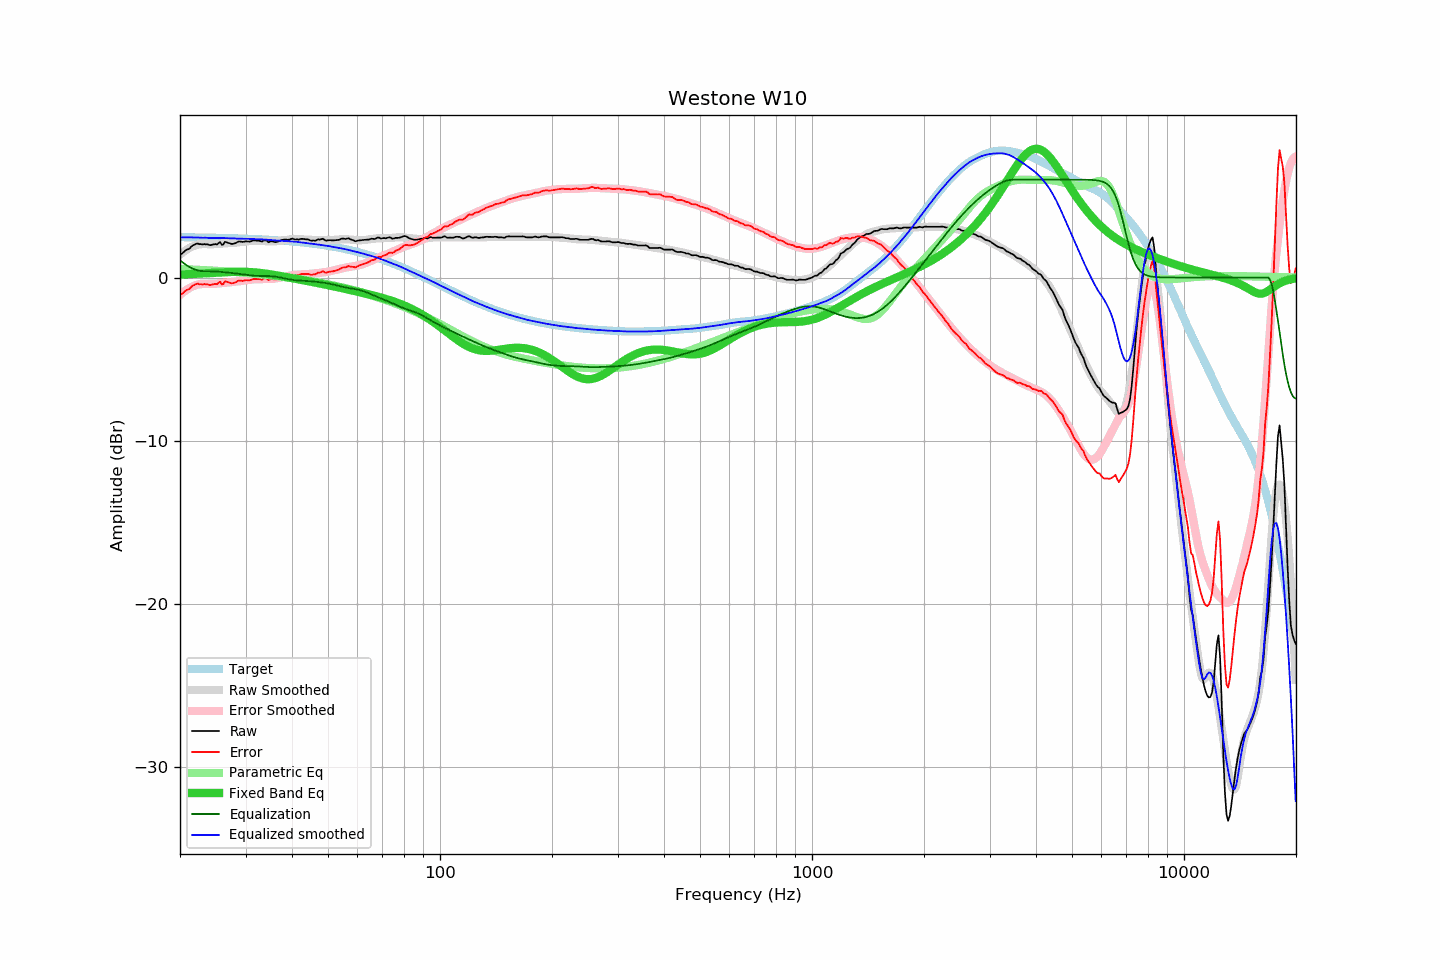 Westone W10
Amplitude (dBr)
0
−10
−20
−30
Target
Raw Smoothed
Error Smoothed
Raw
Error
Parametric Eq
Fixed Band Eq
Equalization
Equalized smoothed
100
1000
10000
Frequency (Hz)